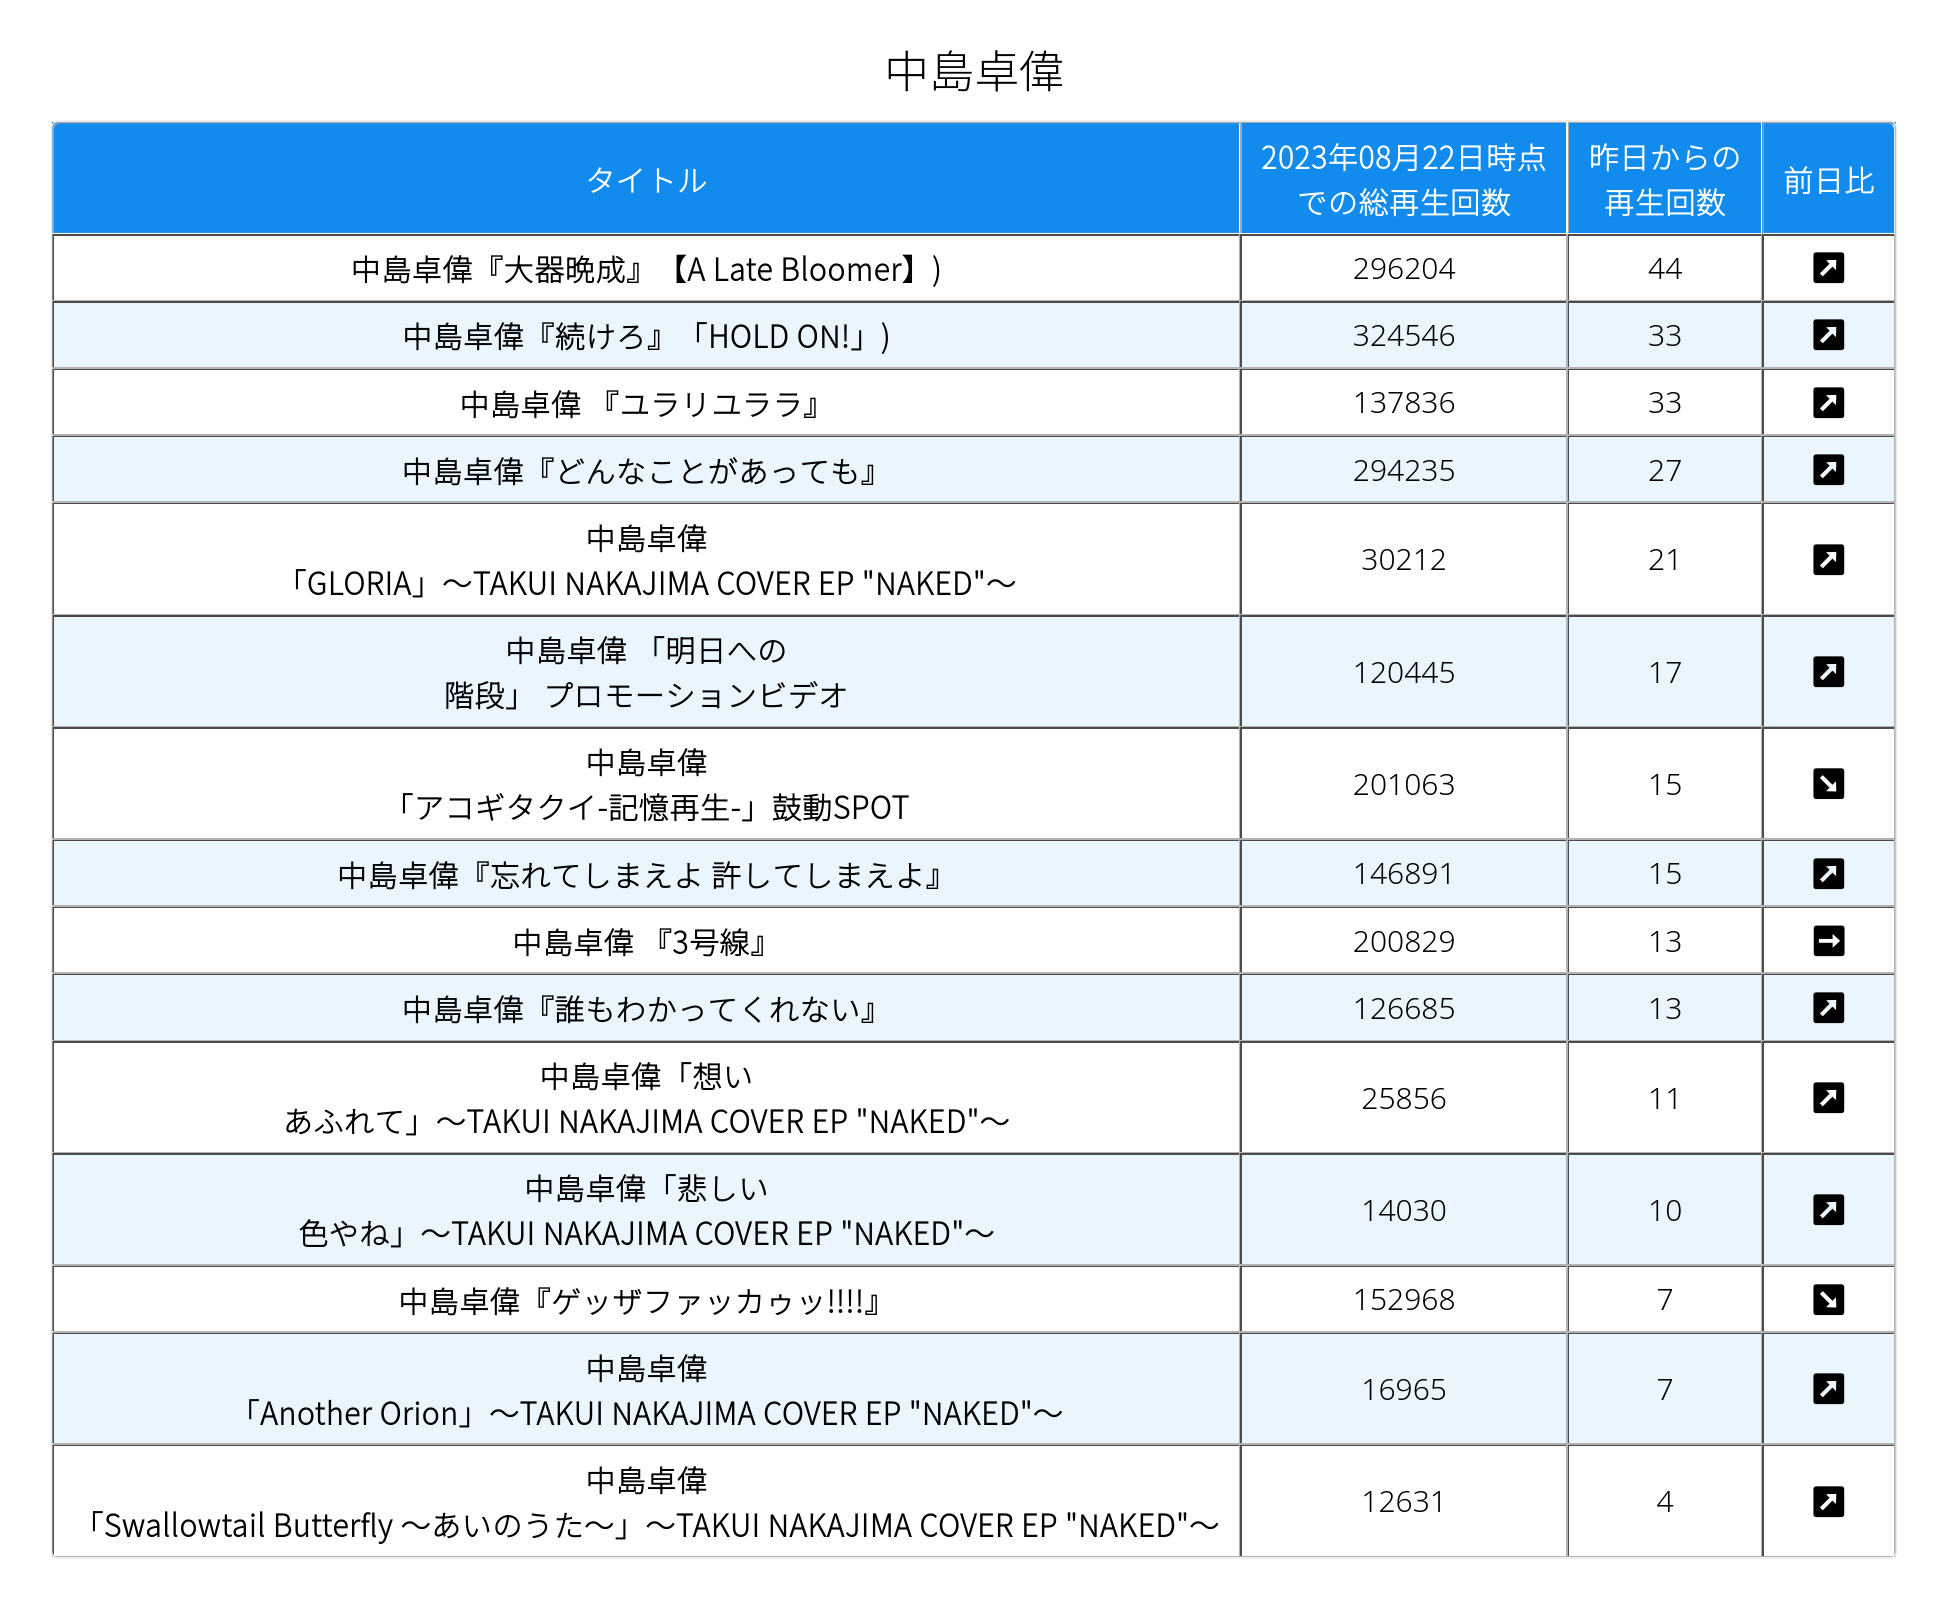 中島卓偉
タイトル
2023年08月22日時点
での総再生回数
昨日からの
再生回数
前日比
中島卓偉『大器晩成』【A Late Bloomer】)
296204
44
中島卓偉『続けろ』「HOLD ON!」)
324546
33
中島卓偉 『ユラリユララ』
137836
33
中島卓偉『どんなことがあっても』
294235
27
中島卓偉
「GLORIA」～TAKUI NAKAJIMA COVER EP "NAKED"～
30212
21
中島卓偉 「明日への
階段」 プロモーションビデオ
120445
17
中島卓偉
「アコギタクイ-記憶再生-」鼓動SPOT
201063
15
中島卓偉『忘れてしまえよ 許してしまえよ』
146891
15
中島卓偉 『3号線』
200829
13
中島卓偉『誰もわかってくれない』
126685
13
中島卓偉「想い
あふれて」～TAKUI NAKAJIMA COVER EP "NAKED"～
25856
11
中島卓偉「悲しい
色やね」～TAKUI NAKAJIMA COVER EP "NAKED"～
14030
10
中島卓偉『ゲッザファッカゥッ!!!!』
152968
7
中島卓偉
「Another Orion」～TAKUI NAKAJIMA COVER EP "NAKED"～
16965
7
中島卓偉
「Swallowtail Butterfly ～あいのうた～」～TAKUI NAKAJIMA COVER EP "NAKED"～
12631
4